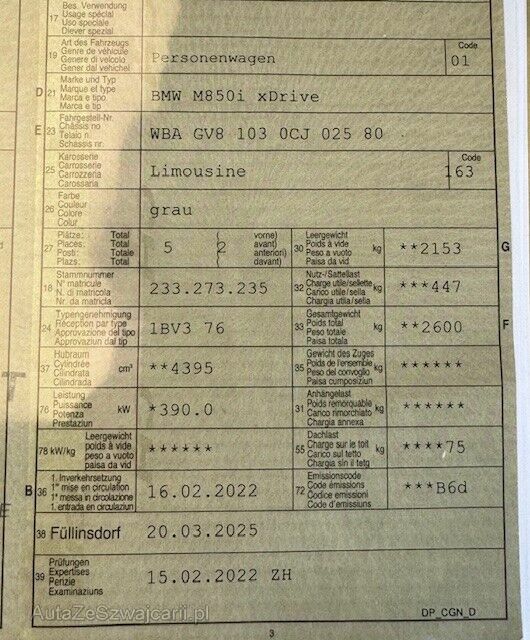 Bes. Verwendung
17 Usage spécial
Uso speciale
Diever spezial
Art des Fahrzeugs Code
19 Genre de véhicule Personenwagen 01
Genere di veicolo
Gener dal vehichel
Marke und Typ
D 21 Marque et type BMW M850i xDrive
Marca e tipo
Marca e tip
Fahrgestell-Nr.
E 23 Châssis no WBA GV8 103 0CJ 025 80
Telaio n.
Schassis nr.
Karosserie Code
25 Carrosserie Limousine 163
Carrozzeria
Carossaria
Farbe
26 Couleur grau
Colore
Colur
Plätze: Total vorne)
27 Places: Total 5 (2 avant)
Posti: Totale anteriori)
Plazs: Total davant)
Leergewicht
30 Poids à vide kg **2153 G
Peso a vuoto
Paisa da vid
Stammnummer
18 N° matricule 233.273.235
N. di matricola
Nr. da matricla
Nutz-/Sattellast
32 Charge utile/sellette kg ***447
Carico utile/sella
Chargia utila/sella
Typengenehmigung
24 Réception par type 1BV3 76
Approvazione del tipo
Approvaziun dal tip
Gesamtgewicht
33 Poids total kg **2600 F
Peso totale
Paisa totala
Hubraum
37 Cylindrée cm³ **4395
Cilindrata
Cilindrada
Gewicht des Zuges
35 Poids de l'ensemble kg ******
Peso del convoglio
Paisa cumposiziun
Leistung
76 Puissance kW *390.0
Potenza
Prestaziun
Anhängelast
31 Poids remorquable kg ******
Carico rimorchiato
Chargia annexa
Leergewicht
78 kW/kg poids à vide ******
peso a vuoto
paisa da vid
Dachlast
55 Charge sur le toit kg ****75
Carico sul tetto
Chargia sin il tetg
1. Inverkehrsetzung
B 36 1re mise en circulation 16.02.2022
1a messa in circolazione
1. entrada en circulaziun
Emissionscode
72 Code émissions ***B6d
Codice emissioni
Code d'emissiuns
38 Füllinsdorf 20.03.2025
Prüfungen
39 Expertises 15.02.2022 ZH
Perizie
Examinaziuns
AutaZeSzwajcarii.pl
DP_CGN_D
3
T
E